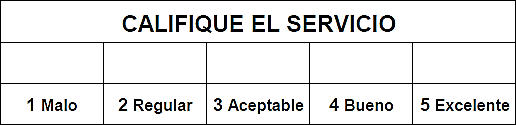 CALIFIQUE EL SERVICIO
1 Malo 2 Regular 3 Aceptable 4 Bueno 5 Excelente